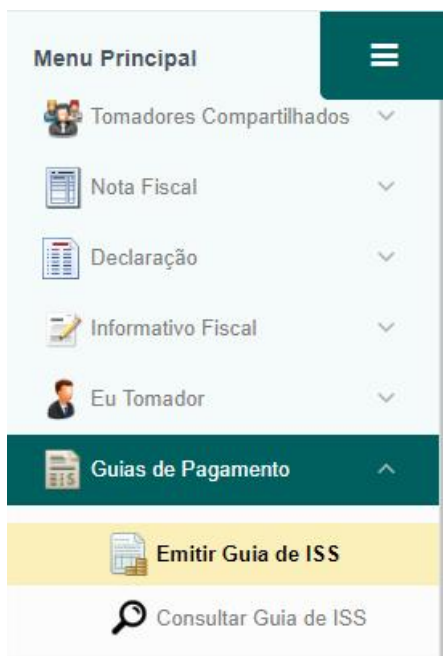 Menu Principal
Tomadores Compartilhados
Nota Fiscal
Declaração
Informativo Fiscal
Eu Tomador
Guias de Pagamento
Emitir Guia de ISS
Consultar Guia de ISS